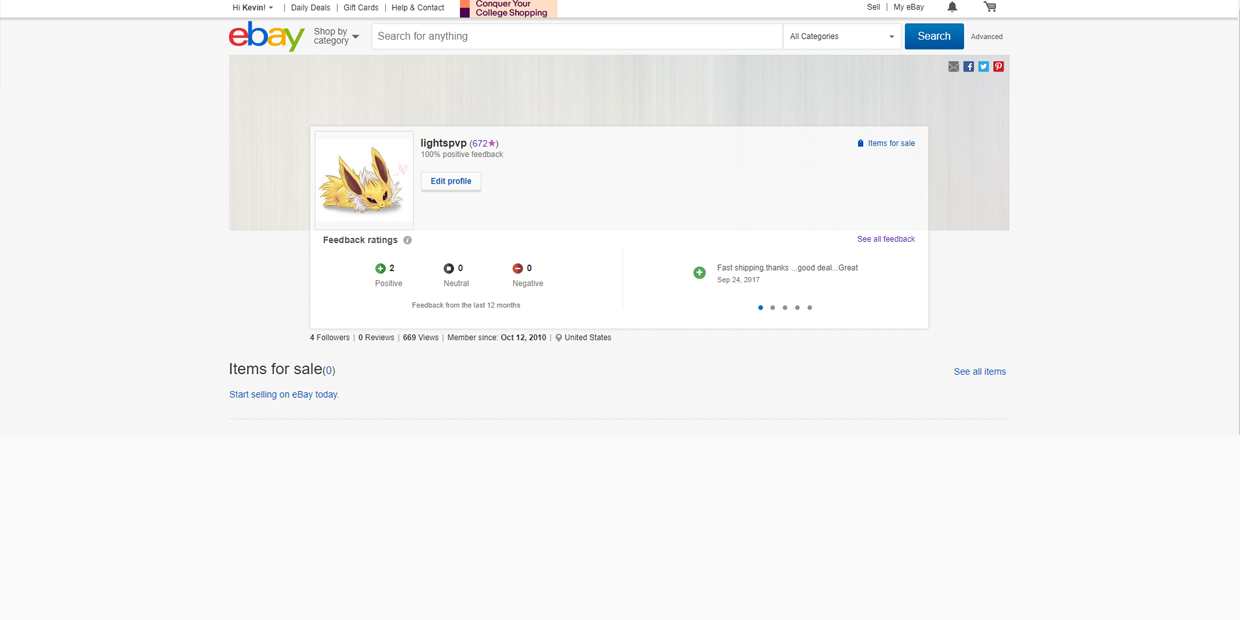 Hi Kevin! | Daily Deals | Gift Cards | Help & Contact
Conquer Your
College Shopping
Sell | My eBay
ebay
Shop by
category
Search for anything
All Categories
Search
Advanced
lightspvp (672★)
100% positive feedback
Edit profile
Items for sale
Feedback ratings
See all feedback
2
Positive
0
Neutral
0
Negative
Feedback from the last 12 months
Fast shipping.thanks ...good deal...Great
Sep 24, 2017
4 Followers | 0 Reviews | 669 Views | Member since: Oct 12, 2010 | United States
Items for sale(0)
See all items
Start selling on eBay today.